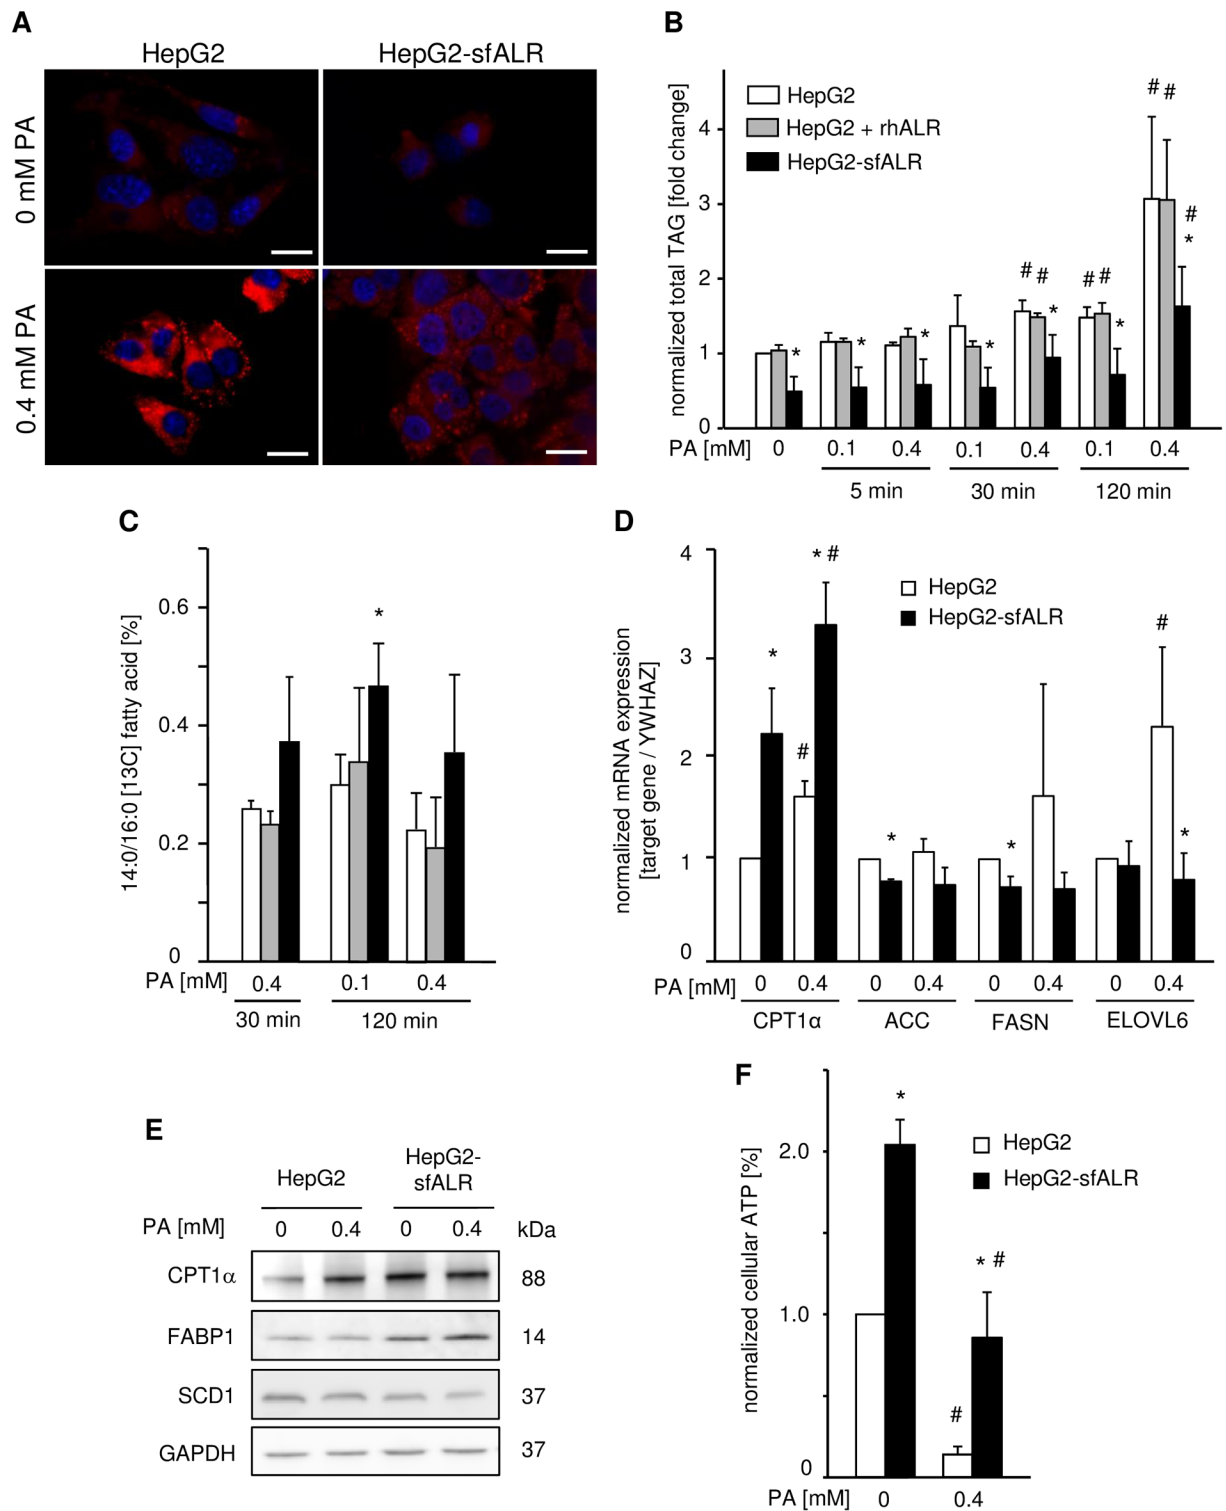 A
HepG2
HepG2-sfALR
0 mM PA
0.4 mM PA
B
normalized total TAG [fold change]
HepG2
HepG2 + rhALR
HepG2-sfALR
4
3
2
1
0
* * * # # * # # * # # * # # # *
PA [mM] 0 0.1 0.4 0.1 0.4 0.1 0.4
5 min 30 min 120 min
C
14:0/16:0 [13C] fatty acid [%]
0.6
0.4
0.2
0
*
PA [mM] 0.4 0.1 0.4
30 min 120 min
D
normalized mRNA expression
[target gene / YWHAZ]
HepG2
HepG2-sfALR
4
3
2
1
0
* # * # * * # *
PA [mM] 0 0.4 0 0.4 0 0.4 0 0.4
CPT1α ACC FASN ELOVL6
E
HepG2
HepG2-
sfALR
PA [mM] 0 0.4 0 0.4 kDa
CPT1α 88
FABP1 14
SCD1 37
GAPDH 37
F
normalized cellular ATP [%]
HepG2
HepG2-sfALR
2.0
1.0
0
* # * #
PA [mM] 0 0.4